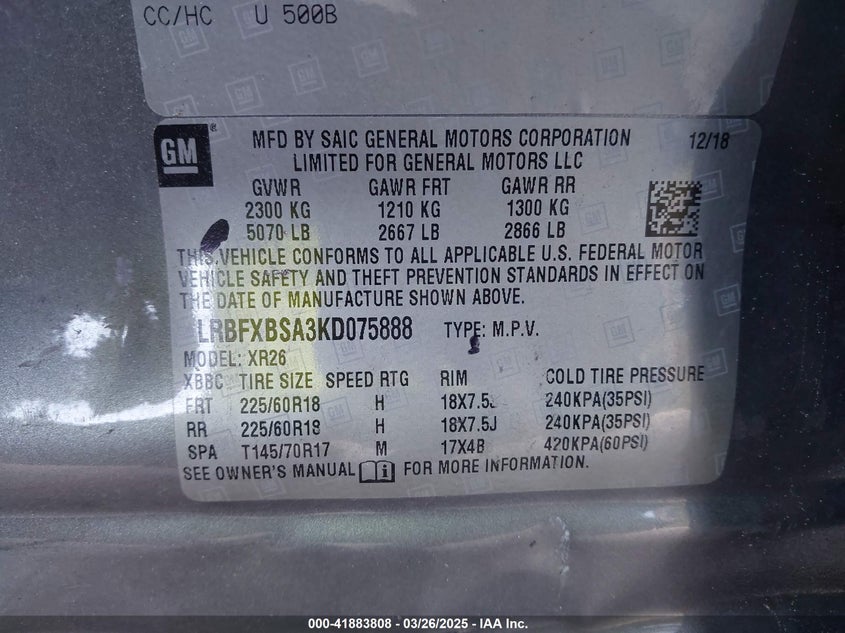 CC/HC U 500B
GM ®
MFD BY SAIC GENERAL MOTORS CORPORATION 12/18
LIMITED FOR GENERAL MOTORS LLC
GVWR GAWR FRT GAWR RR
2300 KG 1210 KG 1300 KG
5070 LB 2667 LB 2866 LB
THIS VEHICLE CONFORMS TO ALL APPLICABLE U.S. FEDERAL MOTOR
VEHICLE SAFETY AND THEFT PREVENTION STANDARDS IN EFFECT ON
THE DATE OF MANUFACTURE SHOWN ABOVE.
LRBFXBSA3KD075888 TYPE: M.P.V.
MODEL: XR26
XBBC TIRE SIZE SPEED RTG RIM COLD TIRE PRESSURE
FRT 225/60R18 H 18X7.5J 240KPA(35PSI)
RR 225/60R18 H 18X7.5J 240KPA(35PSI)
SPA T145/70R17 M 17X4B 420KPA(60PSI)
SEE OWNER'S MANUAL i FOR MORE INFORMATION.
000-41883808 - 03/26/2025 - IAA Inc.